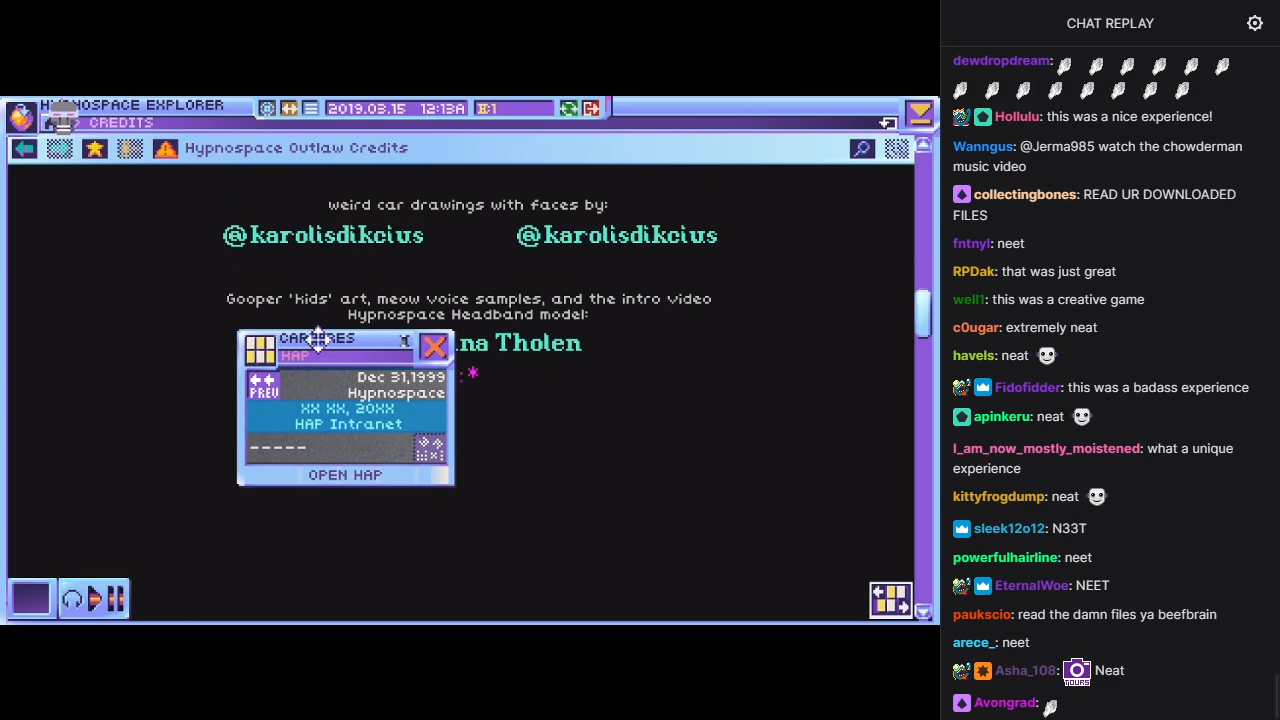 HYPNOSPACE EXPLORER
2019.03.15 12:13A
CREDITS
Hypnospace Outlaw Credits
weird car drawings with faces by:
@karolisdikcius @karolisdikcius
Gooper 'kids' art, meow voice samples, and the intro video
Hypnospace Headband model:
na Tholen
:*
HAP
PREV
Dec 31,1999
Hypnospace
XX XX, 20XX
HAP Intranet
-----
OPEN HAP
CHAT REPLAY
dewdropdream:
Hollulu: this was a nice experience!
Wanngus: @Jerma985 watch the chowderman
music video
collectingbones: READ UR DOWNLOADED
FILES
fntnyl: neet
RPDak: that was just great
well1: this was a creative game
c0ugar: extremely neat
havels: neat
Fidofidder: this was a badass experience
apinkeru: neat
I_am_now_mostly_moistened: what a unique
experience
kittyfrogdump: neat
sleek12o12: N33T
powerfulhairline: neet
EternalWoe: NEET
paukscio: read the damn files ya beefbrain
arece_: neet
Asha_108: Neat
Avongrad: